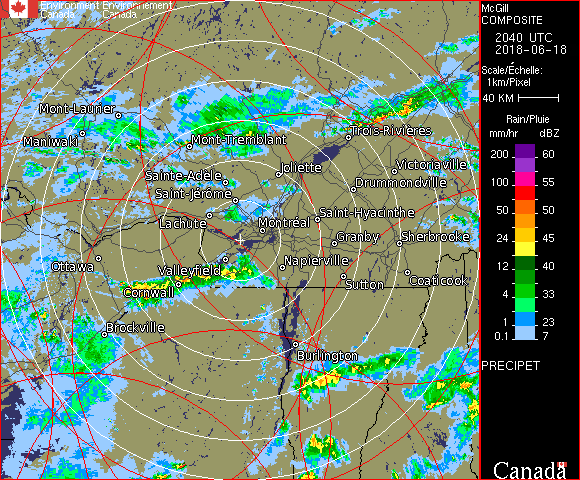 Environment Environnement
Canada Canada
McGill
COMPOSITE
2040 UTC
2018-06-18
Scale/Échelle:
1km/Pixel
40 KM
Rain/Pluie
mm/hr dBZ
200 60
100 55
50 50
24 45
12 40
4 33
1 23
0.1 7
PRECIPET
Mont-Laurier
Maniwaki
Mont-Tremblant
Trois-Rivières
Joliette
Victoriaville
Sainte-Adèle
Drummondville
Saint-Jérôme
Saint-Hyacinthe
Lachute
Montréal
Granby
Sherbrooke
Ottawa
Valleyfield
Napierville
Cornwall
Sutton
Coaticook
Brockville
Burlington
Canada